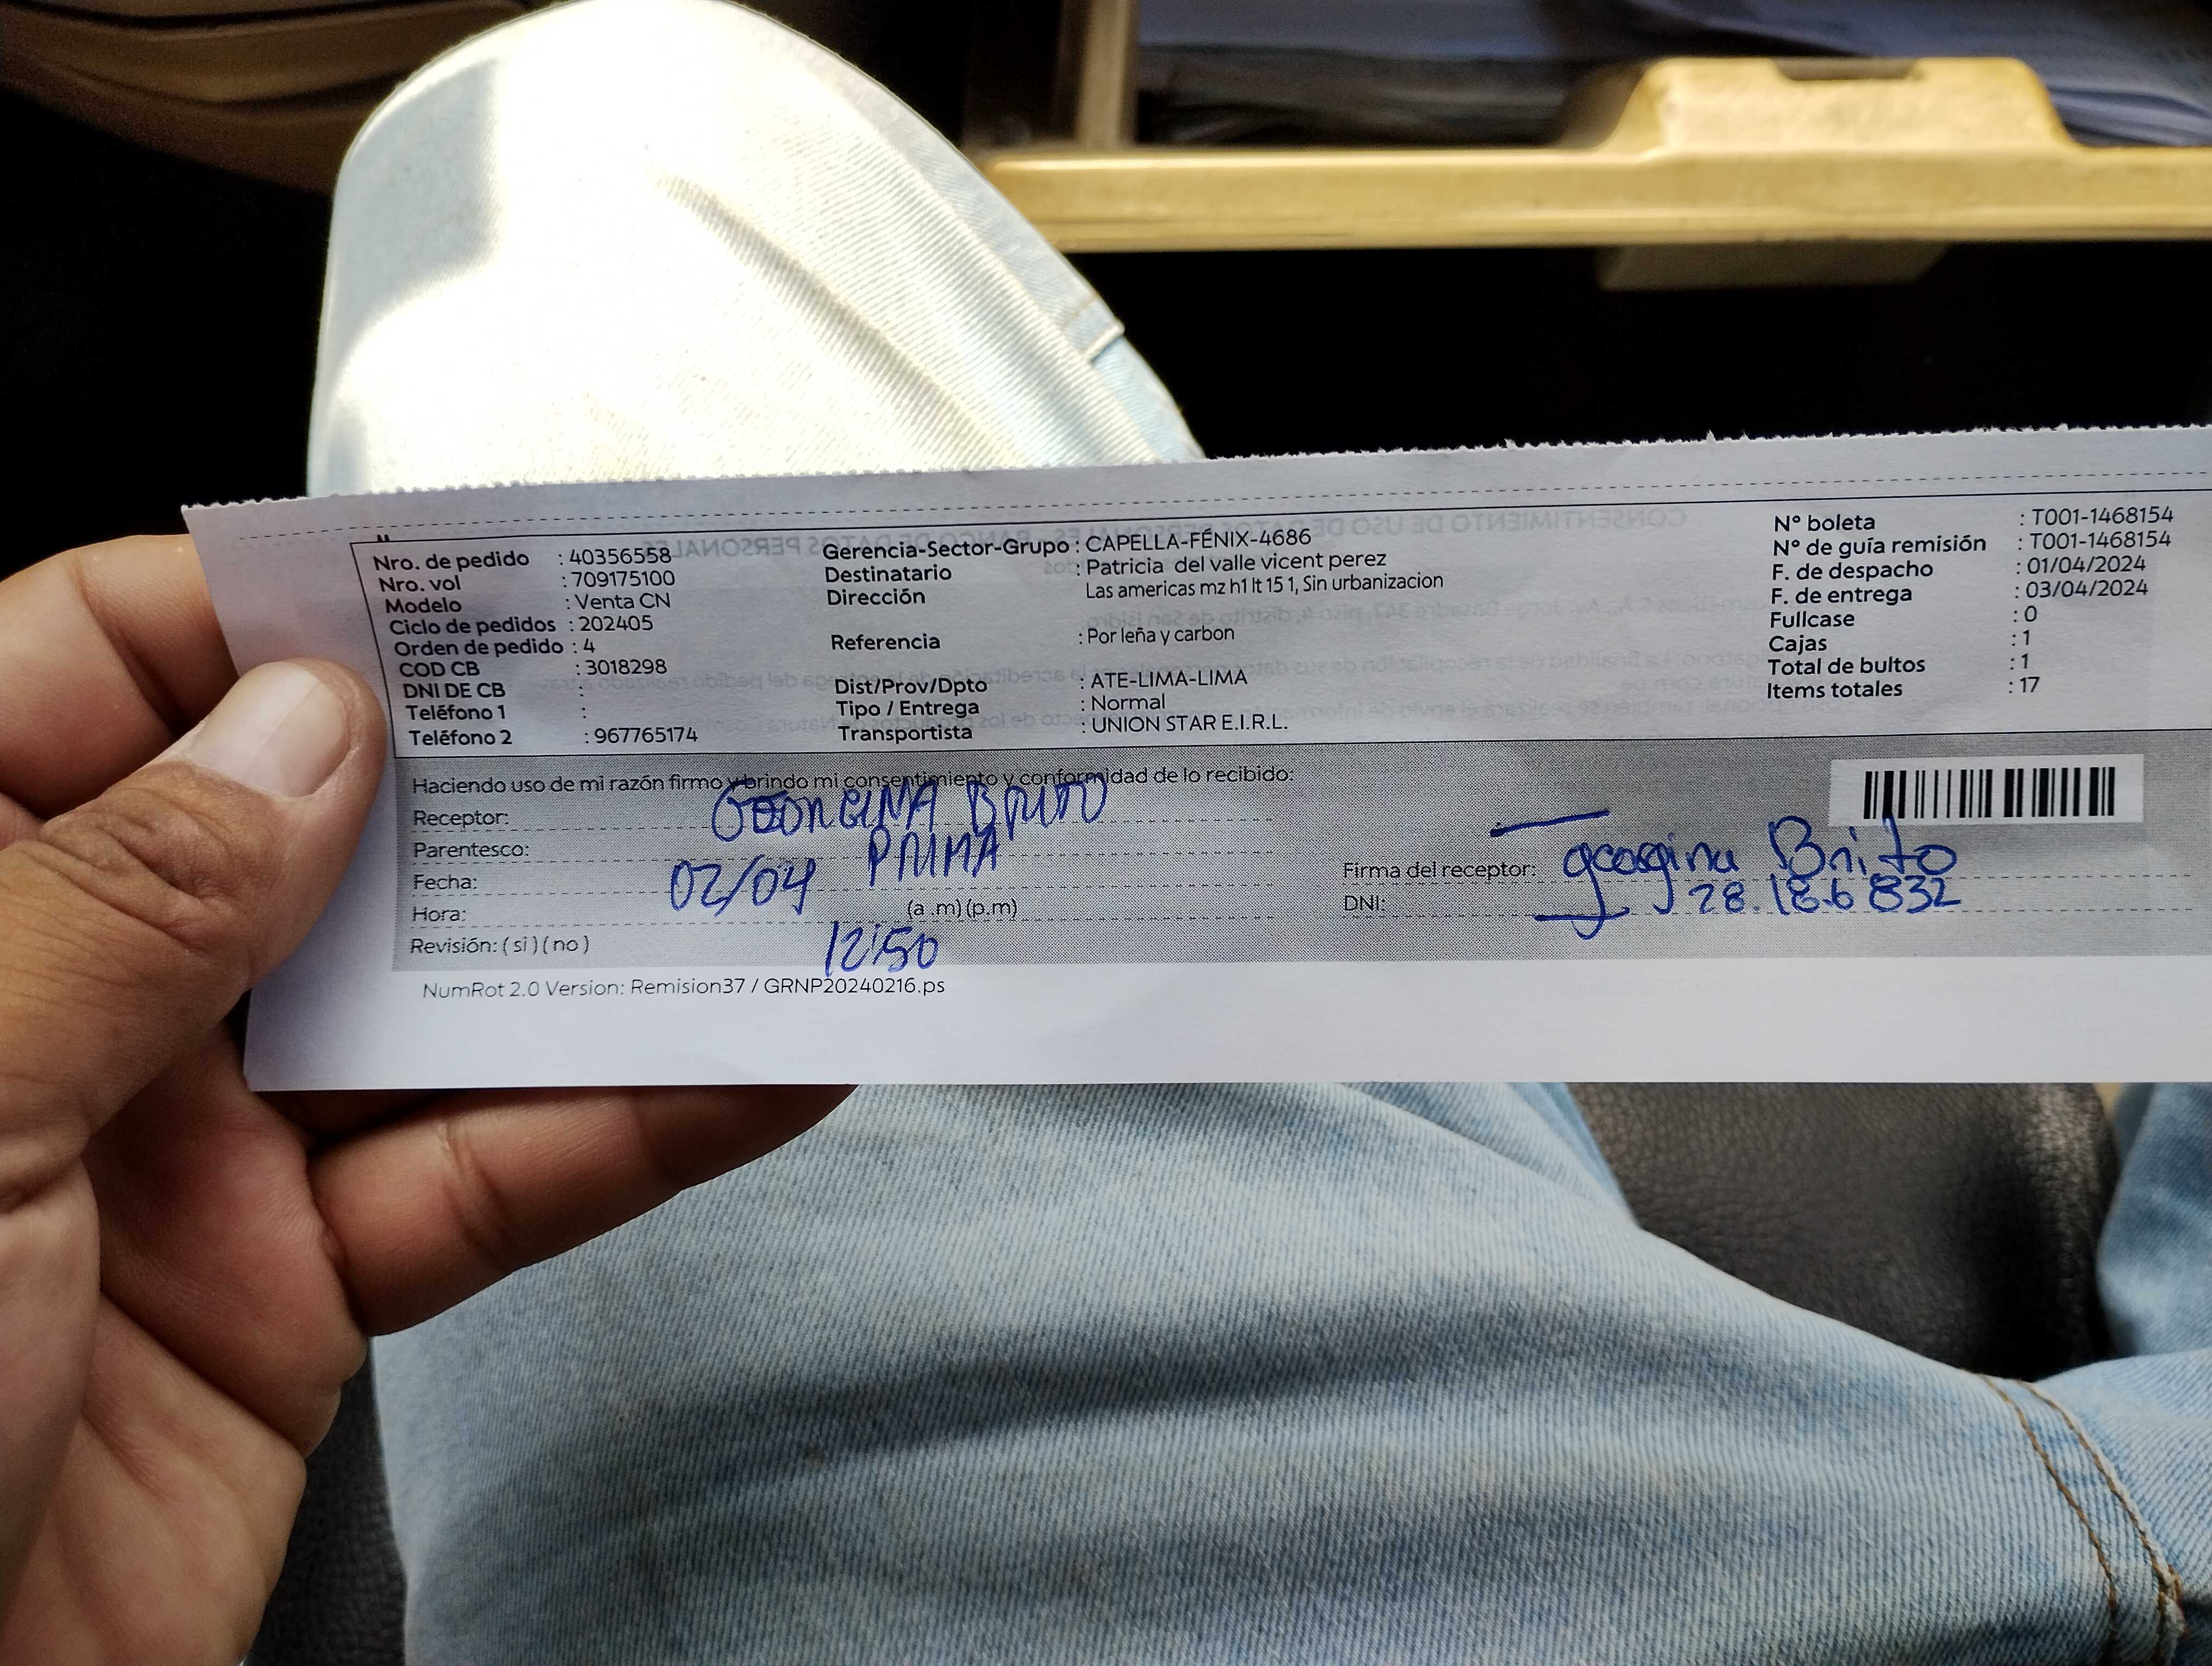 Nro. de pedido : 40356558
Nro. vol : 709175100
Modelo : Venta CN
Ciclo de pedidos : 202405
Orden de pedido : 4
COD CB : 3018298
DNI DE CB :
Teléfono 1 :
Teléfono 2 : 967765174
Gerencia-Sector-Grupo : CAPELLA-FÉNIX-4686
Destinatario : Patricia del valle vicent perez
Dirección Las americas mz h1 lt 15 1, Sin urbanizacion
Referencia : Por leña y carbon
Dist/Prov/Dpto : ATE-LIMA-LIMA
Tipo / Entrega : Normal
Transportista : UNION STAR E.I.R.L.
N° boleta : T001-1468154
N° de guía remisión : T001-1468154
F. de despacho : 01/04/2024
F. de entrega : 03/04/2024
Fullcase : 0
Cajas : 1
Total de bultos : 1
Items totales : 17
Haciendo uso de mi razón firmo y brindo mi consentimiento y conformidad de lo recibido:
Receptor: GEORGINA BRITO
Parentesco: PRIMA
Fecha: 02/04
Hora: (a .m) (p.m)
12:50
Revisión: ( si ) ( no )
Firma del receptor: georgina Brito
DNI: 28.186 832
NumRot 2.0 Version: Remision37 / GRNP20240216.ps